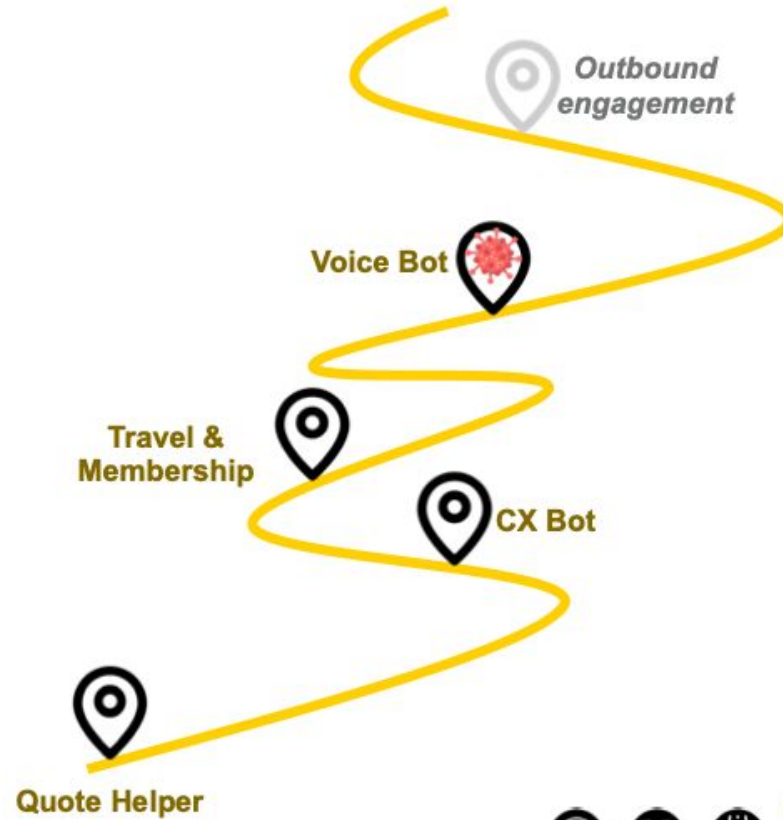 Outbound
engagement
Voice Bot
Travel &
Membership
CX Bot
Quote Helper